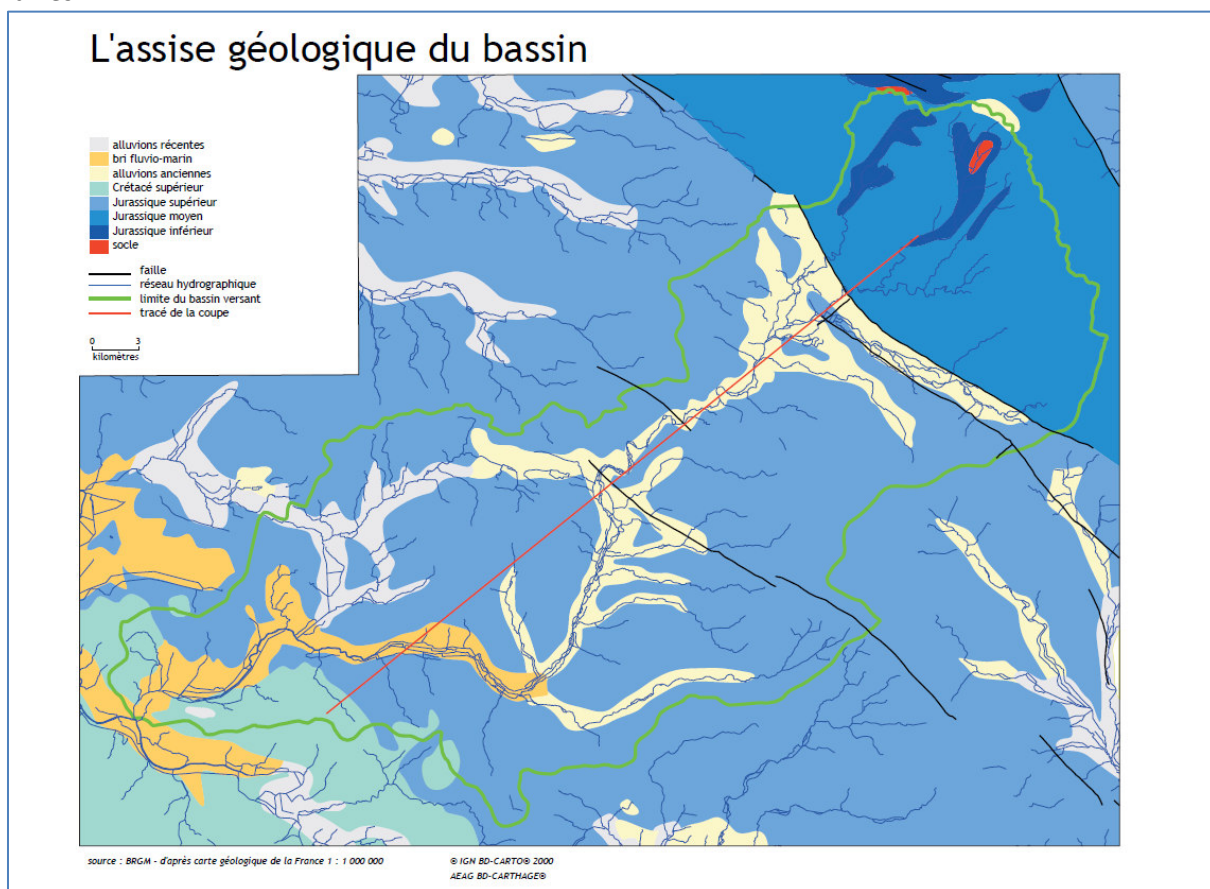 L'assise géologique du bassin
alluvions récentes
bri fluvio-marin
alluvions anciennes
Crétacé supérieur
Jurassique supérieur
Jurassique moyen
Jurassique inférieur
socle
faille
réseau hydrographique
limite du bassin versant
tracé de la coupe
0 3
kilomètres
source : BRGM - d'après carte géologique de la France 1 : 1 000 000
© IGN BD-CARTO® 2000
AEAG BD-CARTHAGE®